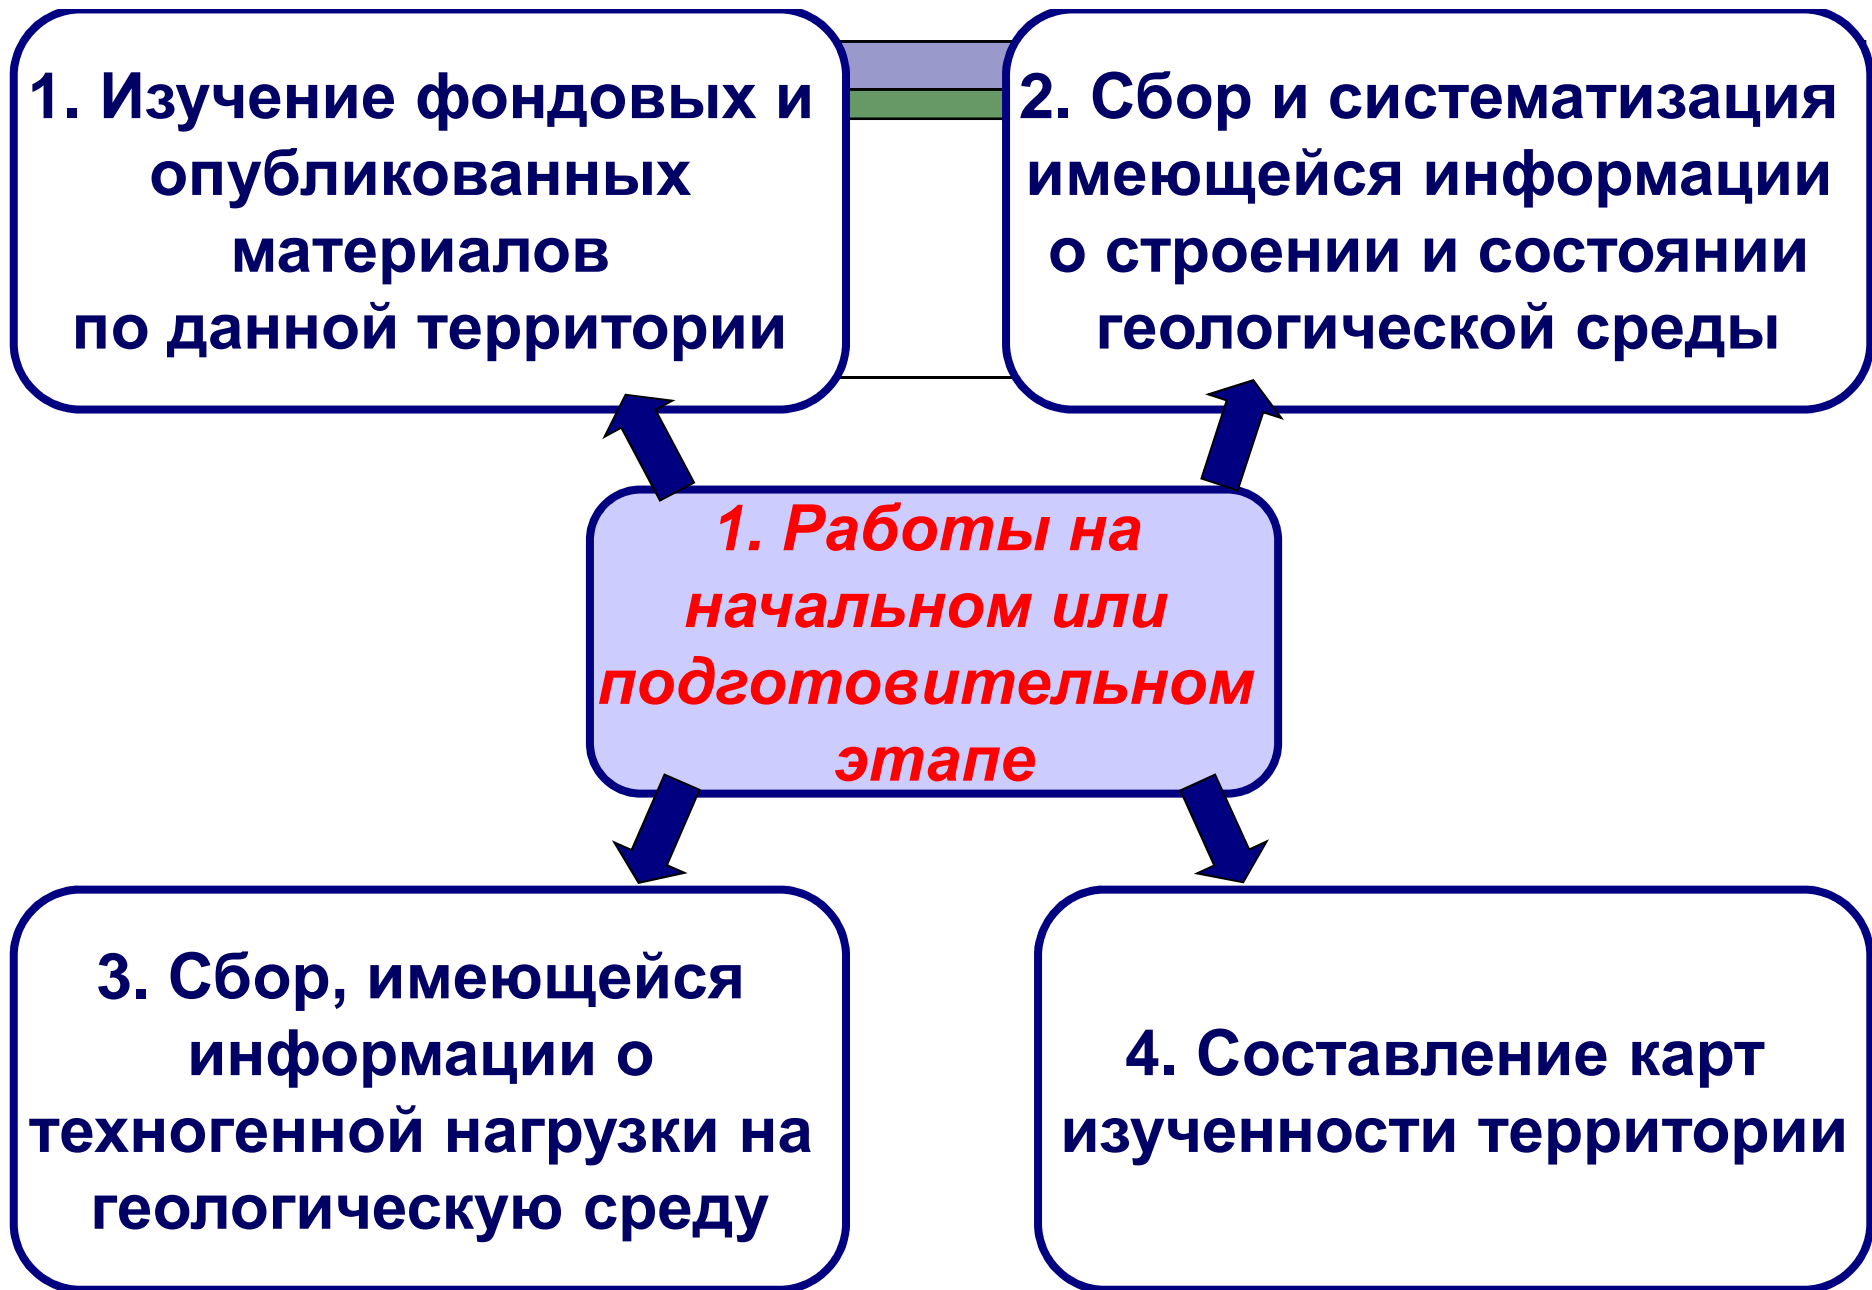 1. Изучение фондовых и
опубликованных
материалов
по данной территории
2. Сбор и систематизация
имеющейся информации
о строении и состоянии
геологической среды
1. Работы на
начальном или
подготовительном
этапе
3. Сбор, имеющейся
информации о
техногенной нагрузки на
геологическую среду
4. Составление карт
изученности территории